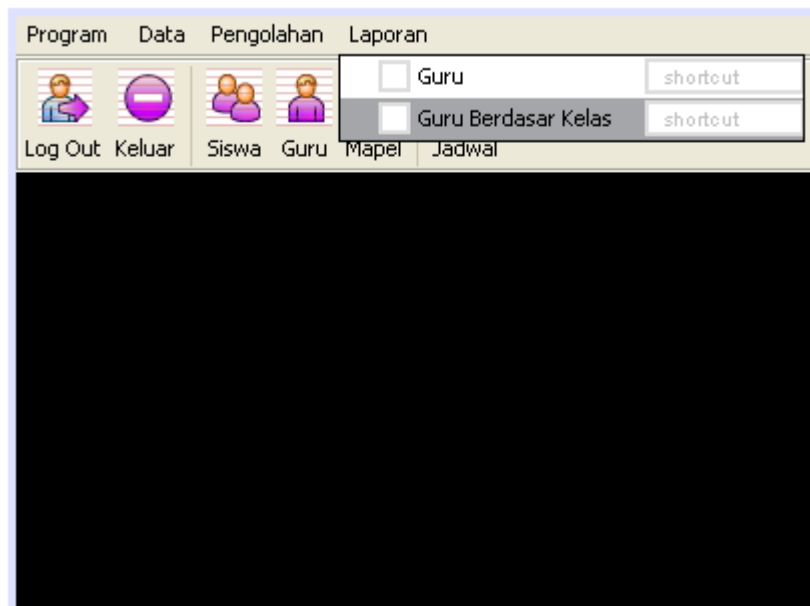 Program Data Pengolahan Laporan
Guru shortcut
Guru Berdasar Kelas shortcut
Log Out Keluar Siswa Guru Mapel Jadwal